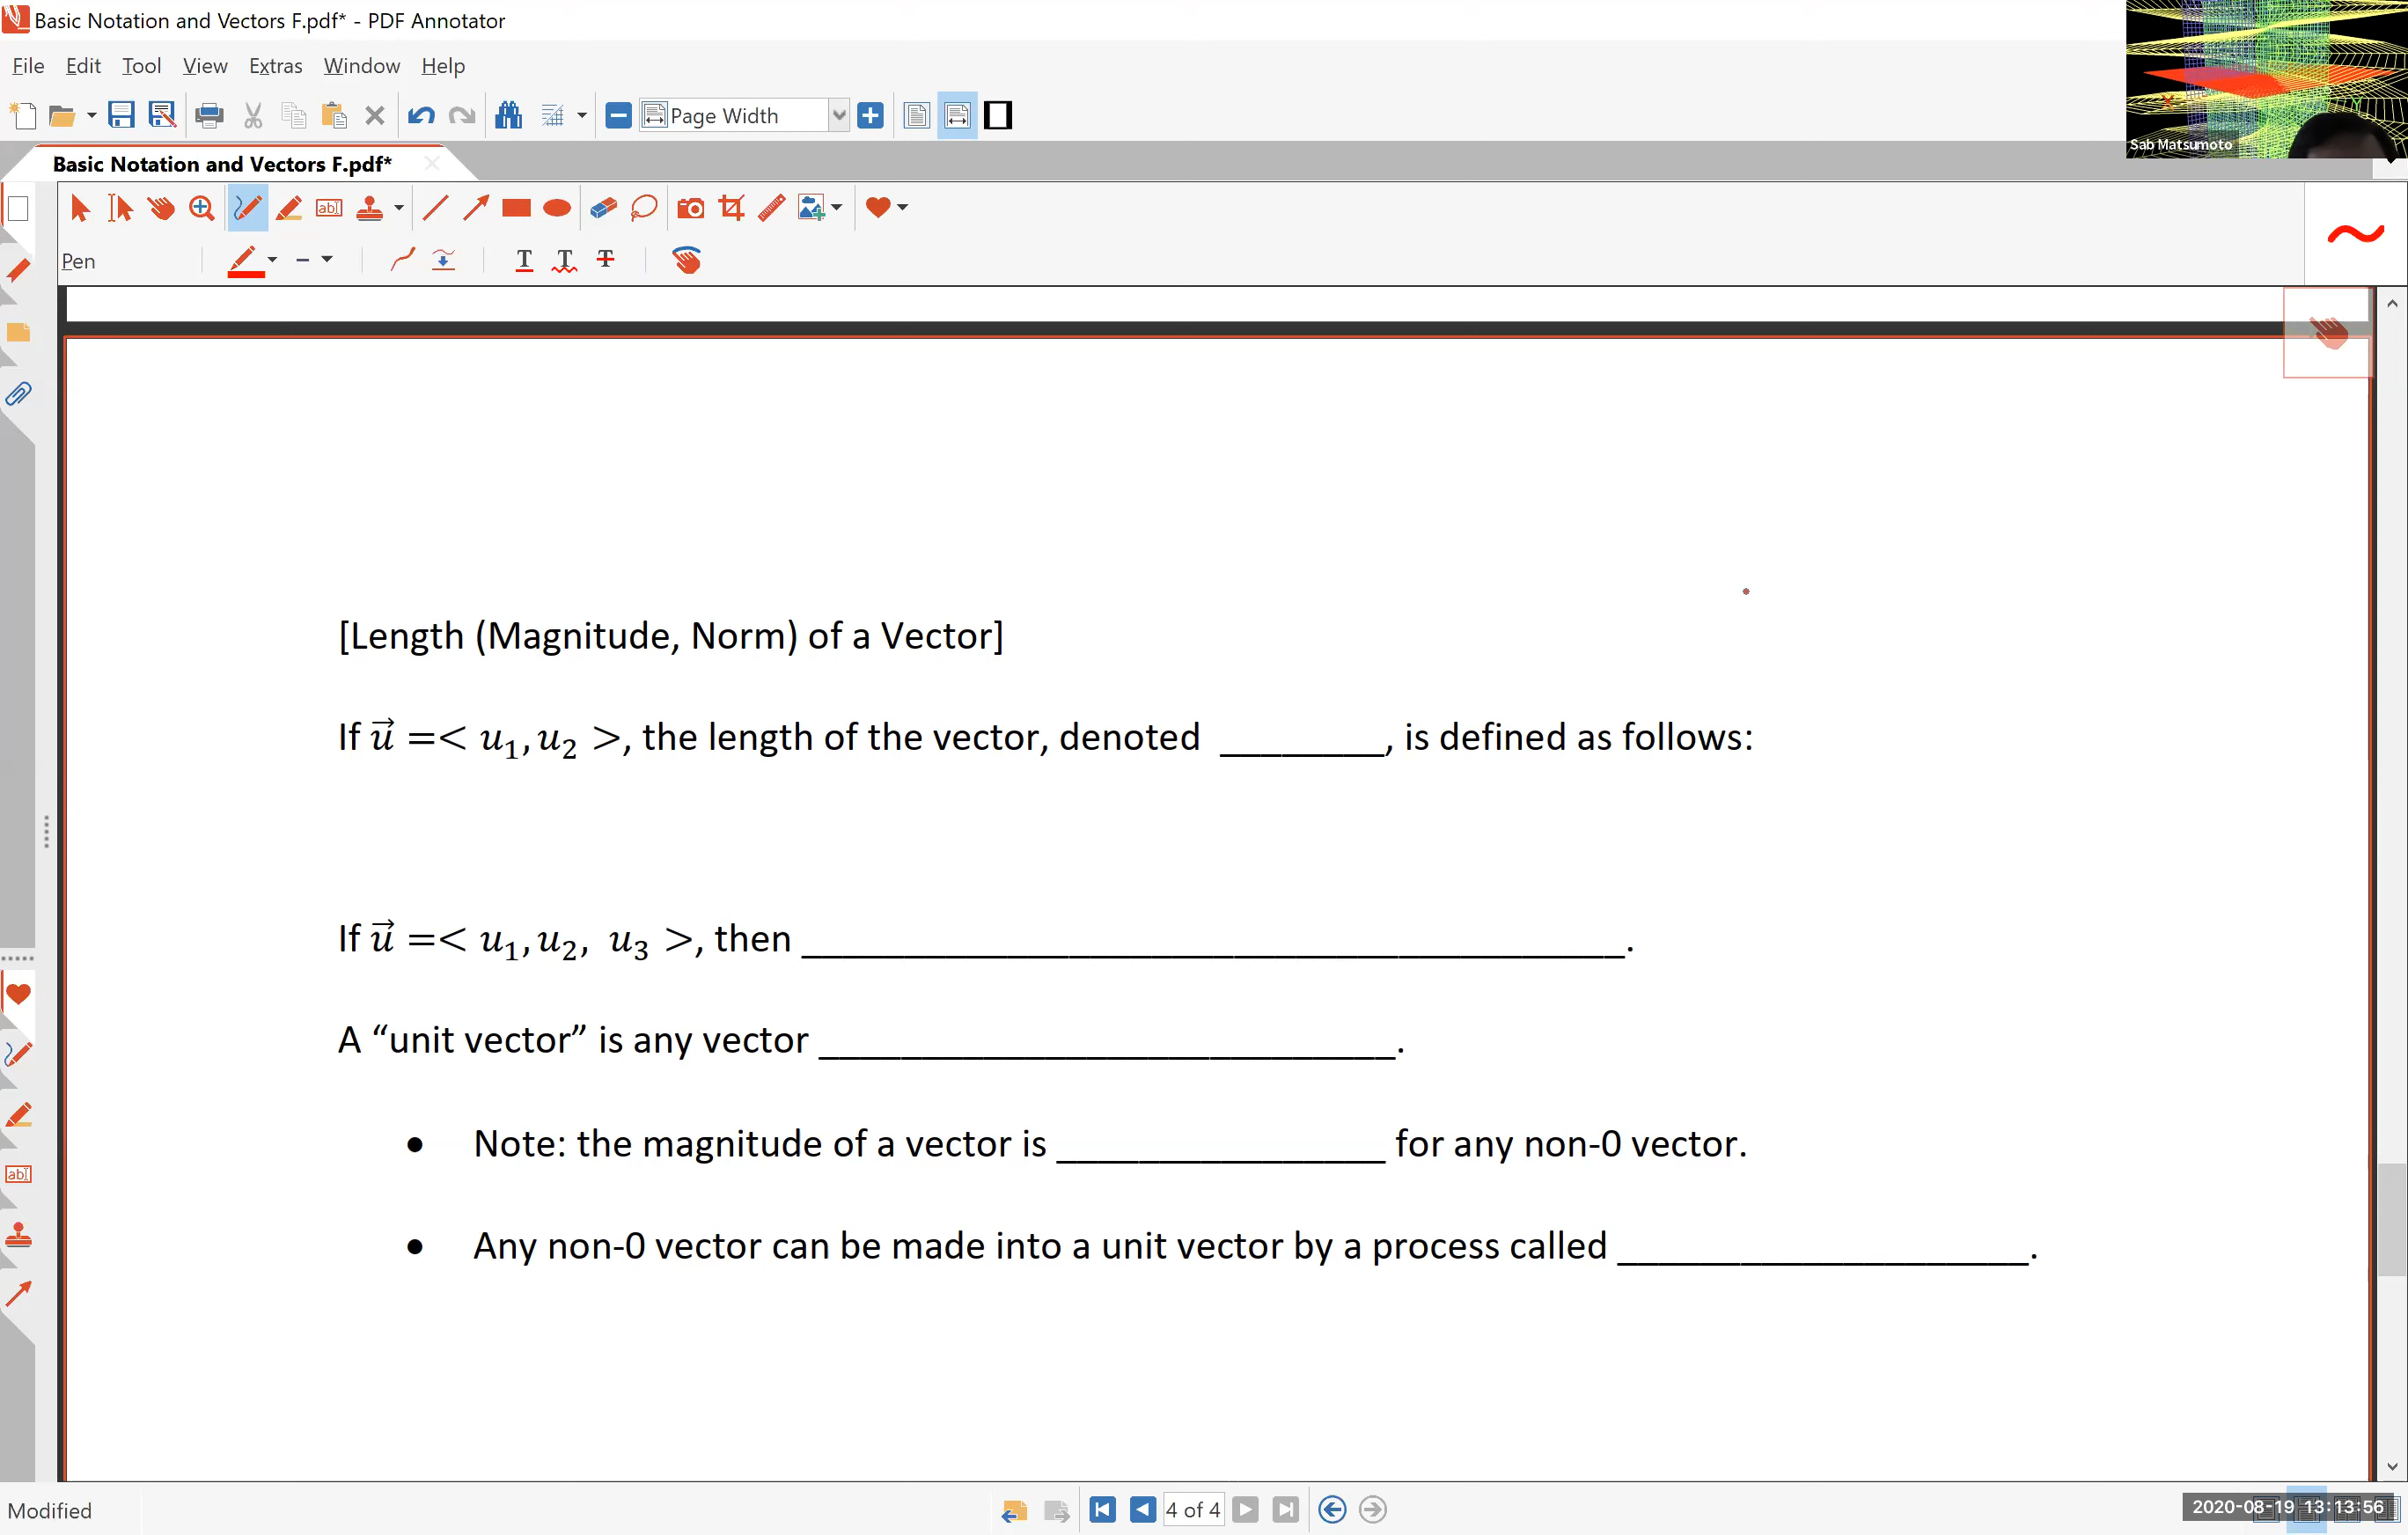 Basic Notation and Vectors F.pdf* - PDF Annotator
File Edit Tool View Extras Window Help
Page Width
Sab Matsumoto
Basic Notation and Vectors F.pdf*
Pen
[Length (Magnitude, Norm) of a Vector]
If u⃗ =< u₁, u₂ >, the length of the vector, denoted ________, is defined as follows:
If u⃗ =< u₁, u₂, u₃ >, then ________________________________________.
A “unit vector” is any vector ____________________________.
• Note: the magnitude of a vector is ________________ for any non-0 vector.
• Any non-0 vector can be made into a unit vector by a process called ____________________.
Modified
4 of 4
2020-08-19 13:13:56